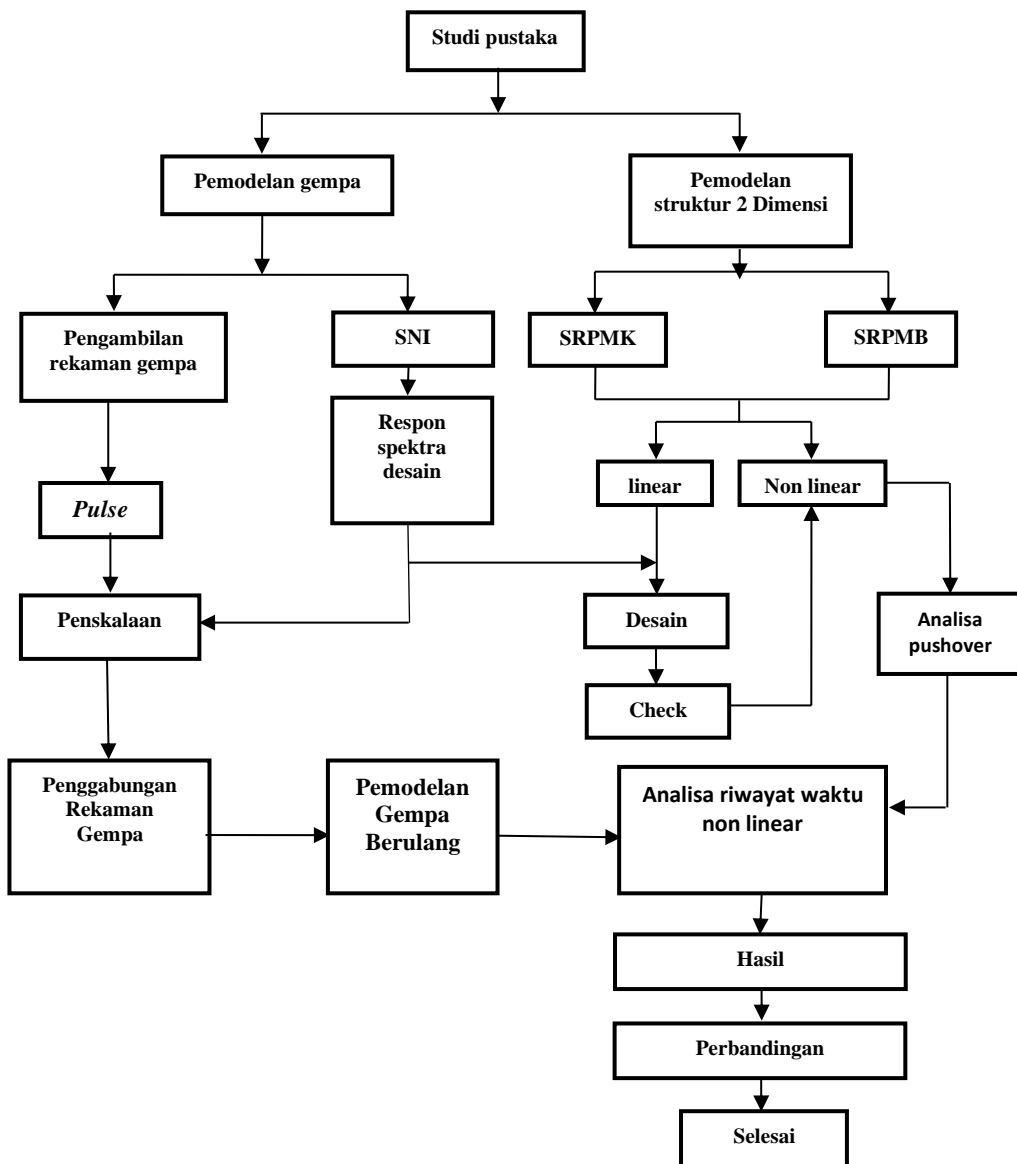 Studi pustaka
Pemodelan gempa
Pemodelan
struktur 2 Dimensi
Pengambilan
rekaman gempa
SNI
SRPMK
SRPMB
Respon
spektra
desain
linear
Non linear
Pulse
Penskalaan
Desain
Analisa
pushover
Check
Penggabungan
Rekaman
Gempa
Pemodelan
Gempa
Berulang
Analisa riwayat waktu
non linear
Hasil
Perbandingan
Selesai